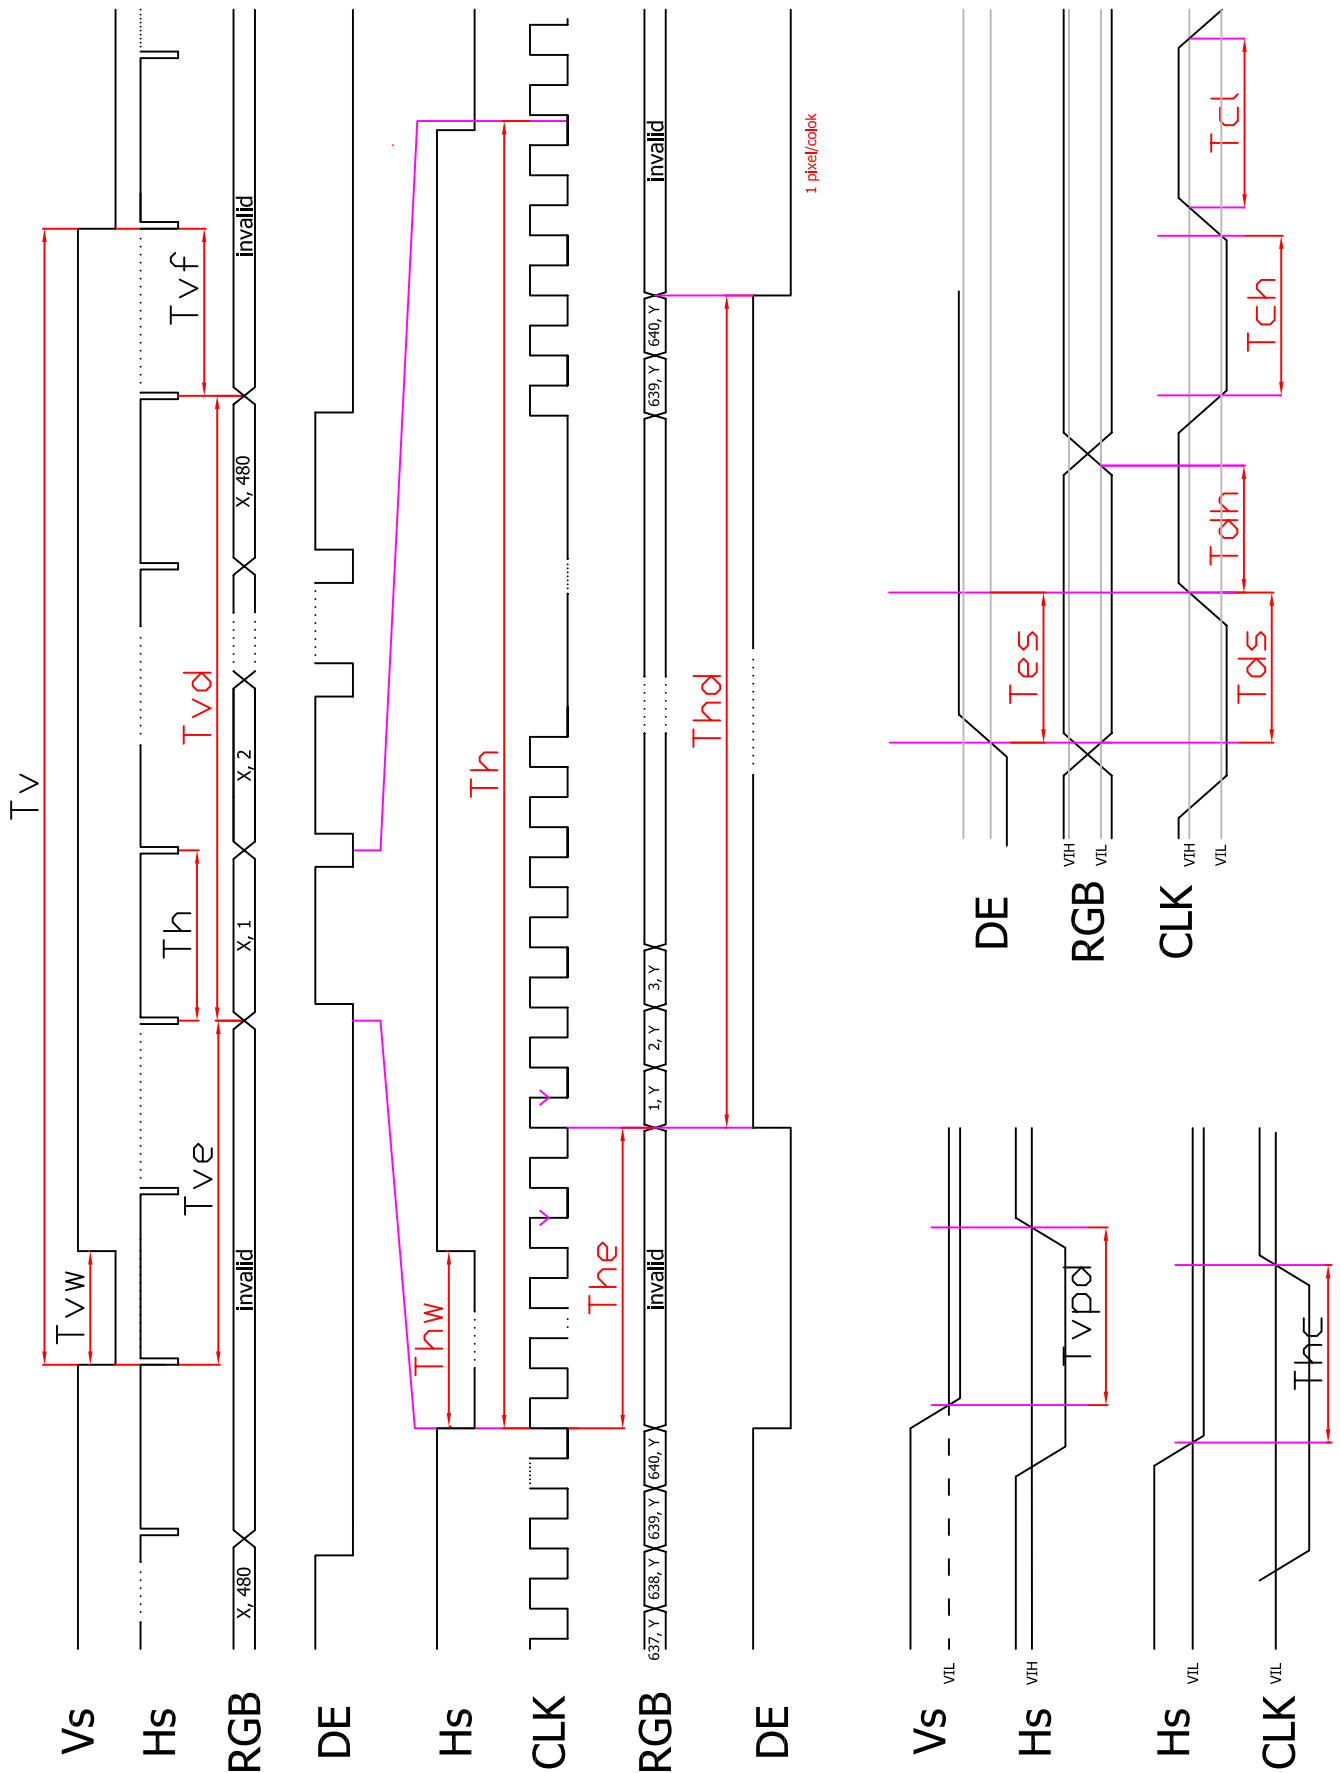 Tv
Vs
Tvw
Hs
Th
Tvf
Tve
Tvd
RGB
X, 480
invalid
X, 1
X, 2
X, 480
invalid
DE
Hs
Thw
Th
CLK
The
RGB
637, Y
638, Y
639, Y
640, Y
invalid
1, Y
2, Y
3, Y
639, Y
640, Y
invalid
Thd
DE
1 pixel/colok
Vs
VIL
Hs
VIH
Tvpd
Hs
VIL
CLK
VIL
Thc
DE
Tes
RGB
VIH
VIL
CLK
VIH
VIL
Tds
Tdh
Tch
Tcl